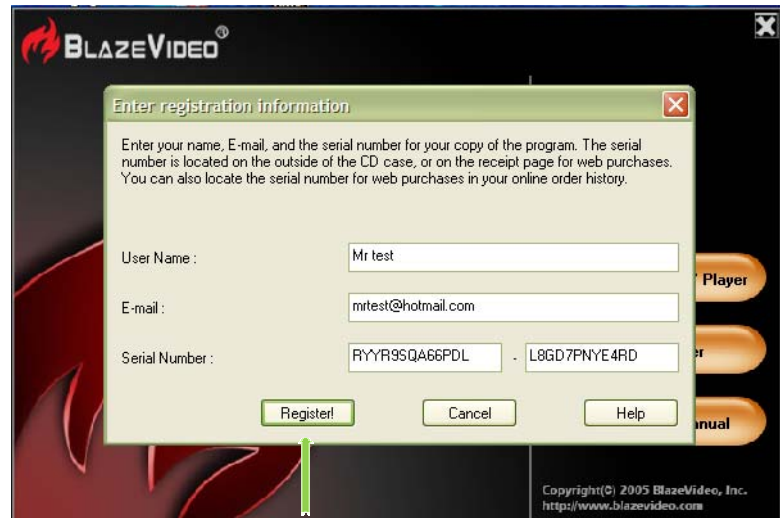 BLAZEVIDEO®
Enter registration information
Enter your name, E-mail, and the serial number for your copy of the program. The serial
number is located on the outside of the CD case, or on the receipt page for web purchases.
You can also locate the serial number for web purchases in your online order history.
User Name :
Mr test
E-mail :
mrtest@hotmail.com
Serial Number :
RYYR9SQA66PDL - L8GD7PNYE4RD
Register!
Cancel
Help
Player
er
nual
Copyright(C) 2005 BlazeVideo, Inc.
http://www.blazevideo.com